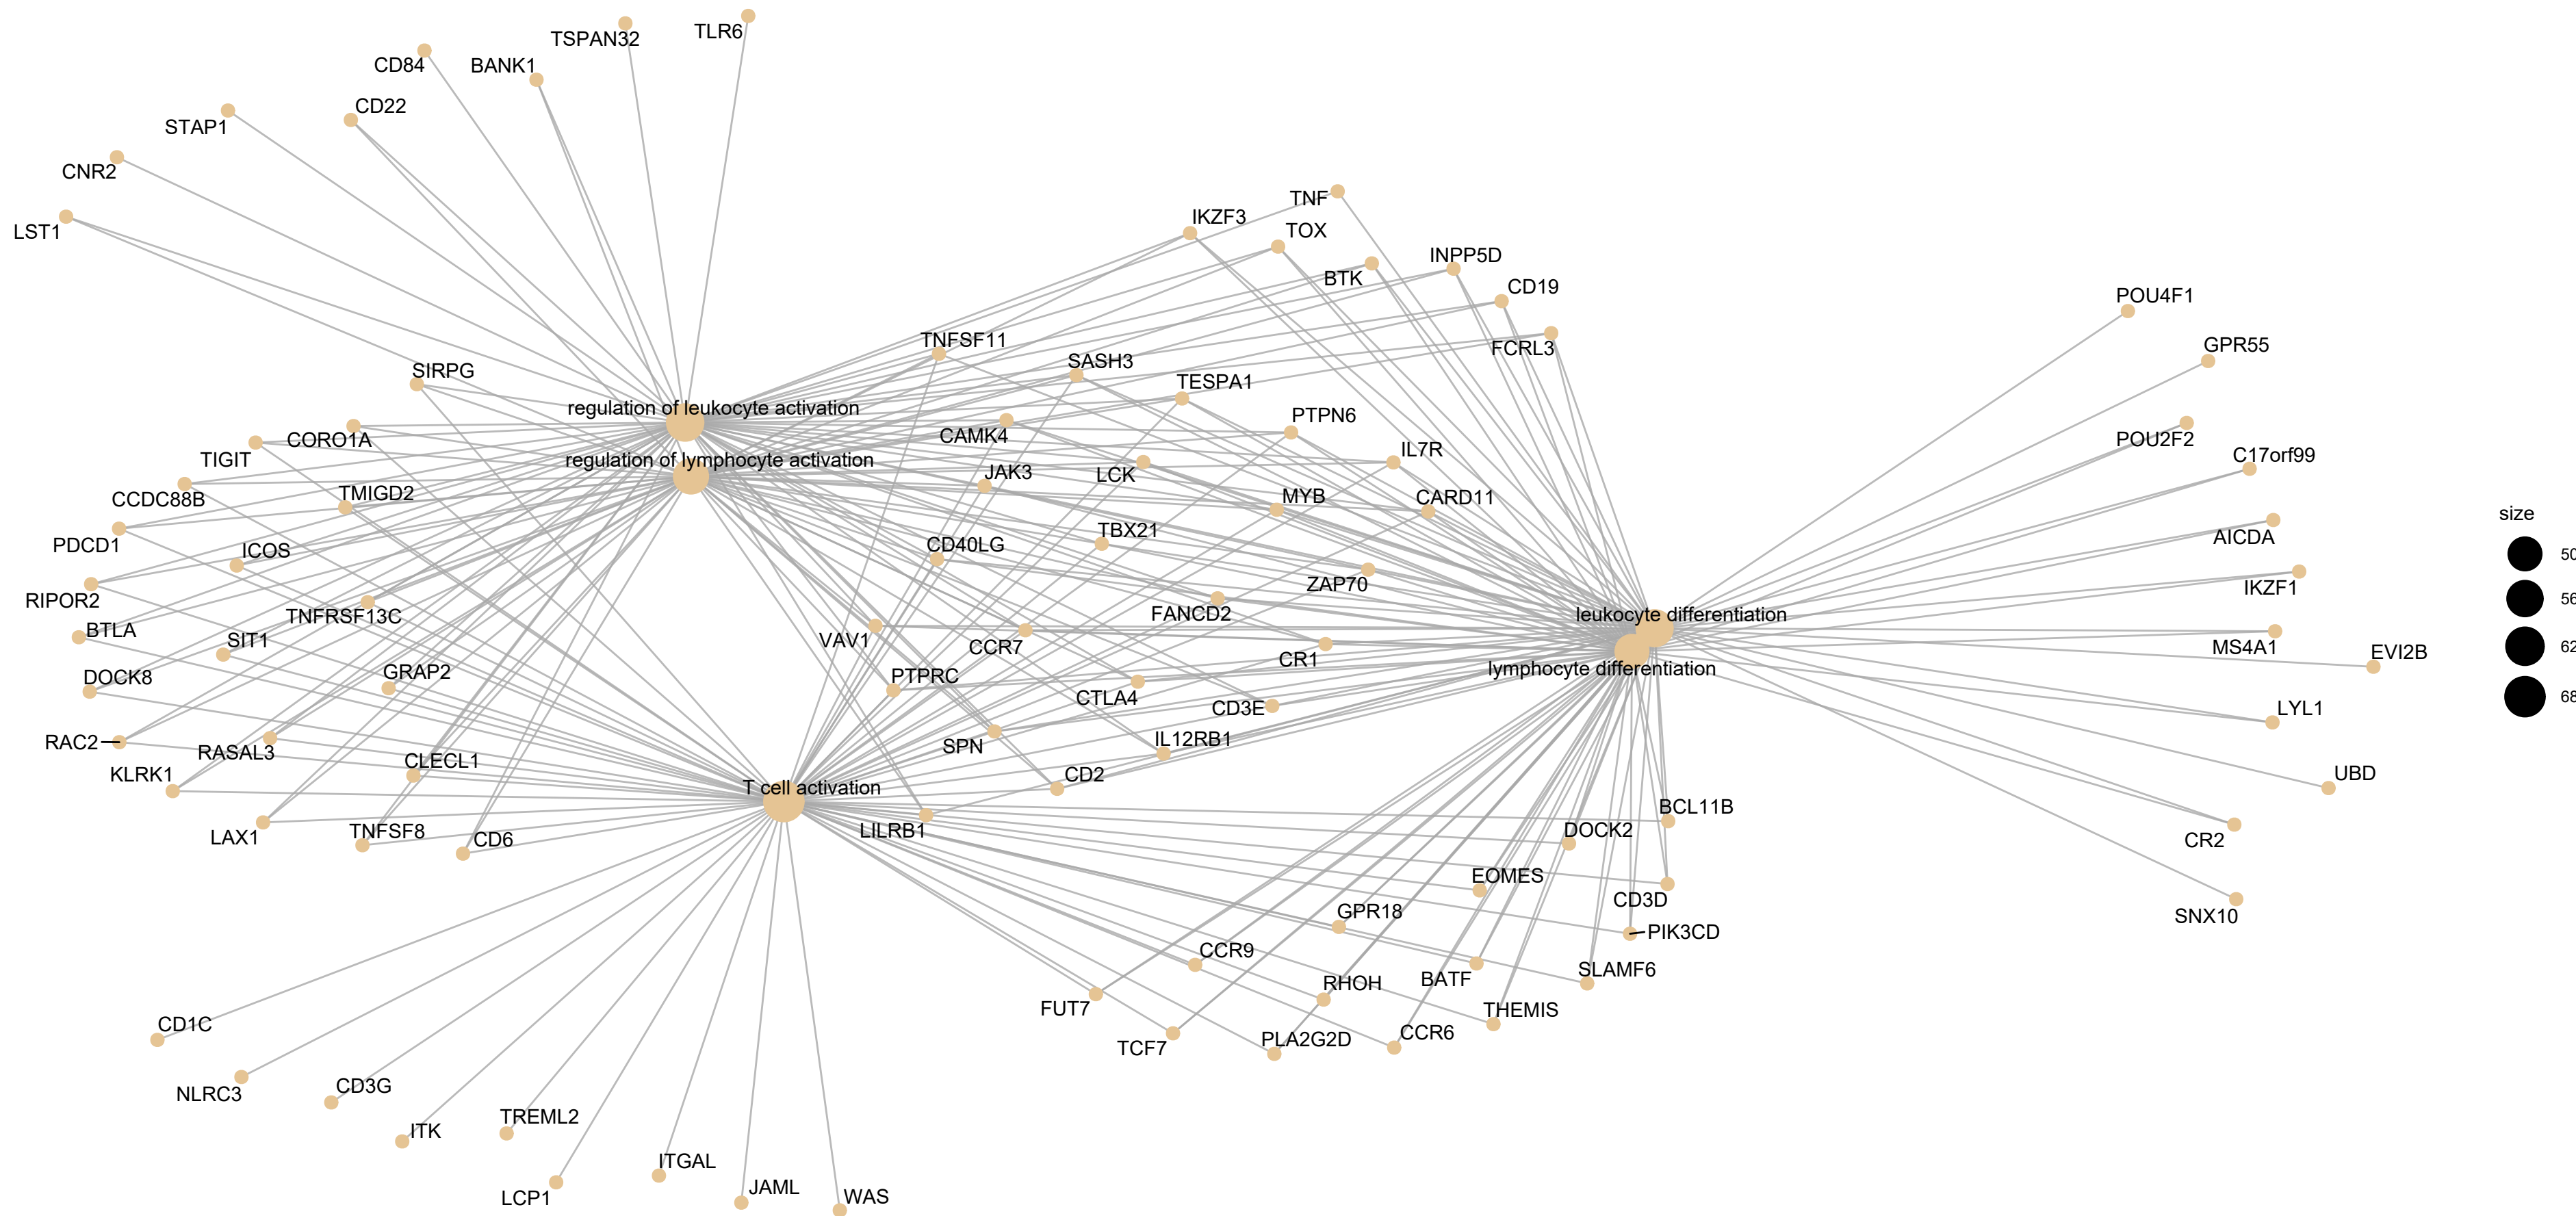 TLR6
TSPAN32
CD84
BANK1
CD22
STAP1
CNR2
LST1
TNF
IKZF3
TOX
INPP5D
BTK
CD19
POU4F1
TNFSF11
FCRL3
GPR55
SASH3
SIRPG
TESPA1
regulation of leukocyte activation
PTPN6
CORO1A
CAMK4
POU2F2
IL7R
C17orf99
TIGIT
regulation of lymphocyte activation
JAK3
LCK
TMIGD2
CCDC88B
MYB
CARD11
size
TBX21
AICDA
PDCD1
ICOS
CD40LG
50
ZAP70
IKZF1
RIPOR2
TNFRSF13C
FANCD2
leukocyte differentiation
56
BTLA
SIT1
VAV1
CCR7
CR1
MS4A1
EVI2B
62
lymphocyte differentiation
DOCK8
GRAP2
PTPRC
CTLA4
CD3E
LYL1
68
RAC2
RASAL3
SPN
IL12RB1
CLECL1
KLRK1
CD2
UBD
T cell activation
BCL11B
LAX1
TNFSF8
CD6
LILRB1
DOCK2
CR2
EOMES
CD3D
GPR18
SNX10
PIK3CD
CCR9
SLAMF6
BATF
RHOH
FUT7
THEMIS
CD1C
CCR6
PLA2G2D
TCF7
CD3G
NLRC3
TREML2
ITK
ITGAL
JAML
LCP1
WAS